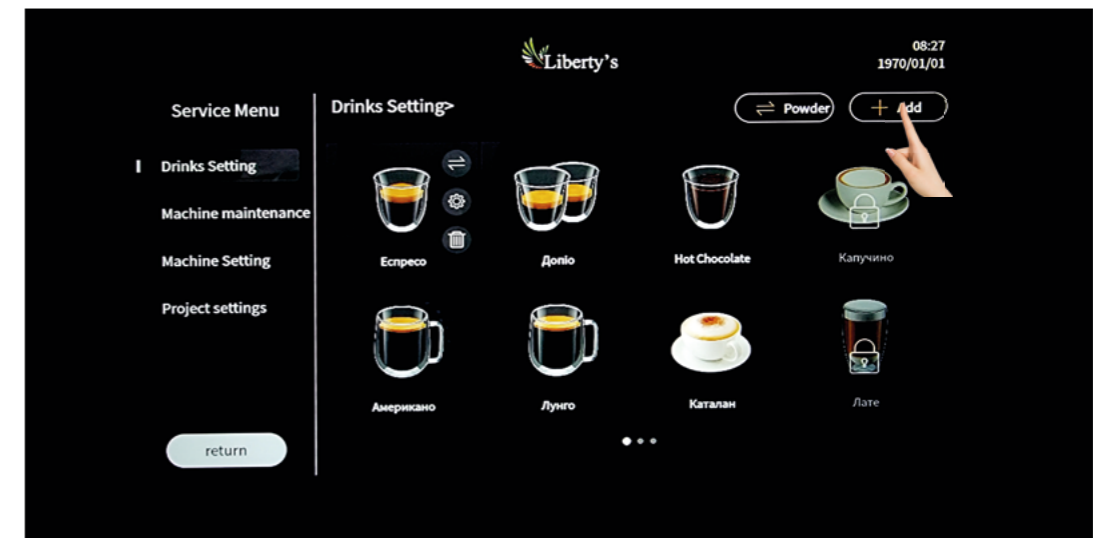 Liberty's
08:27
1970/01/01
Service Menu
Drinks Setting>
Powder
Add
Drinks Setting
Machine maintenance
Machine Setting
Project settings
Еспресо
Допіо
Hot Chocolate
Капучино
Американо
Лунго
Каталан
Лате
return